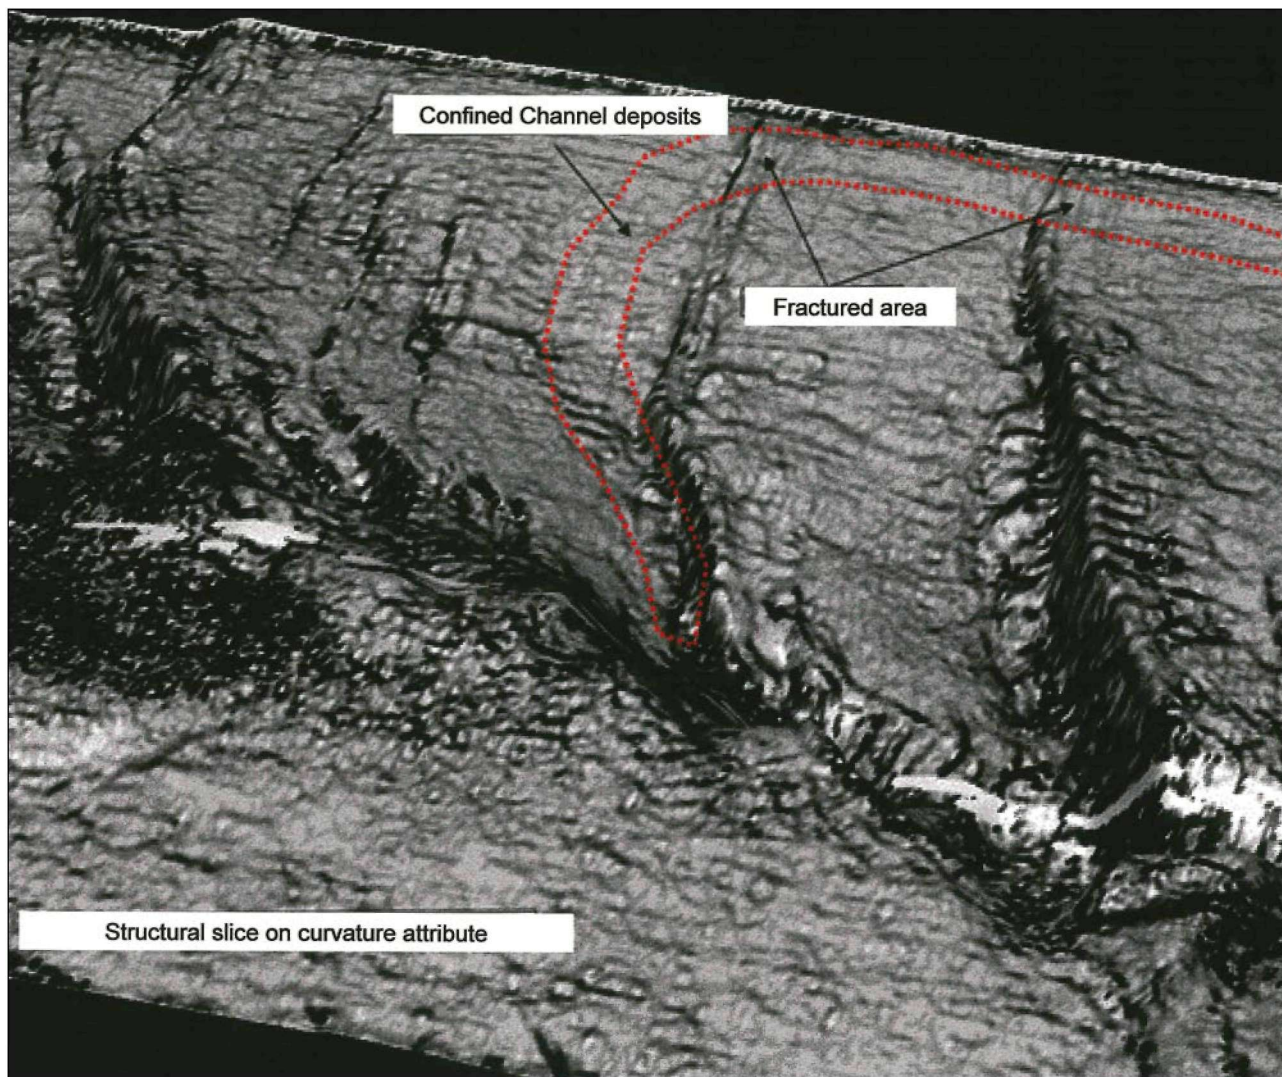 Confined Channel deposits
Fractured area
Structural slice on curvature attribute